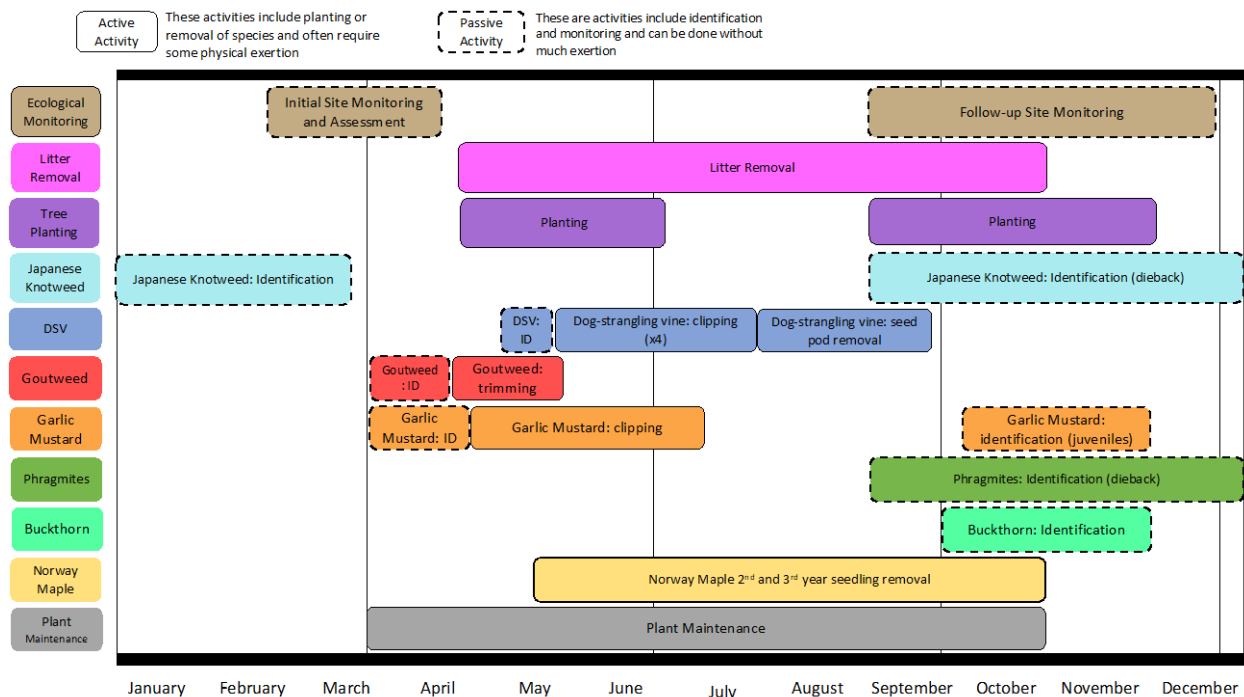 Active
Activity
These activities include planting or
removal of species and often require
some physical exertion
Passive
Activity
These are activities include identification
and monitoring and can be done without
much exertion
Ecological
Monitoring
Initial Site Monitoring
and Assessment
Follow-up Site Monitoring
Litter
Removal
Litter Removal
Tree
Planting
Planting
Planting
Japanese
Knotweed
Japanese Knotweed: Identification
Japanese Knotweed: Identification (dieback)
DSV
DSV:
ID
Dog-strangling vine: clipping
(x4)
Dog-strangling vine: seed
pod removal
Goutweed
Goutweed
: ID
Goutweed:
trimming
Garlic
Mustard
Garlic
Mustard: ID
Garlic Mustard: clipping
Garlic Mustard:
identification (juveniles)
Phragmites
Phragmites: Identification (dieback)
Buckthorn
Buckthorn: Identification
Norway
Maple
Norway Maple 2nd and 3rd year seedling removal
Plant
Maintenance
Plant Maintenance
January February March April May June July August September October November December